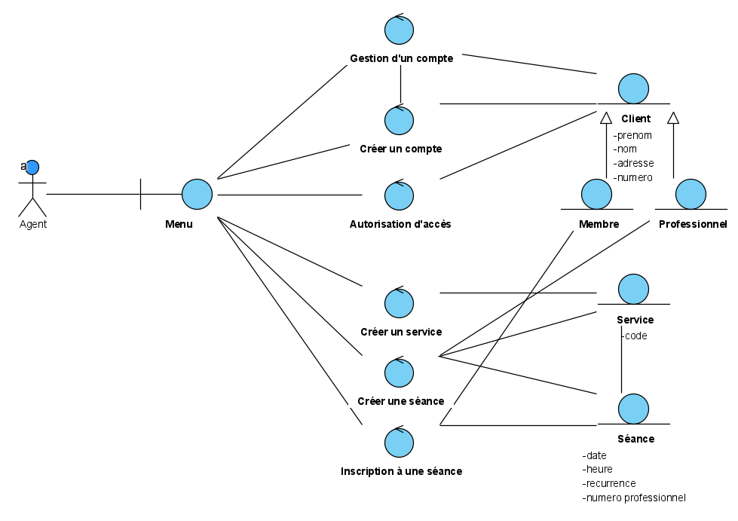 Gestion d'un compte
Client
-prenom
-nom
-adresse
-numero
Créer un compte
a
Agent
Menu
Autorisation d'accès
Membre
Professionnel
Créer un service
Service
-code
Créer une séance
Séance
-date
-heure
-recurrence
-numero professionnel
Inscription à une séance